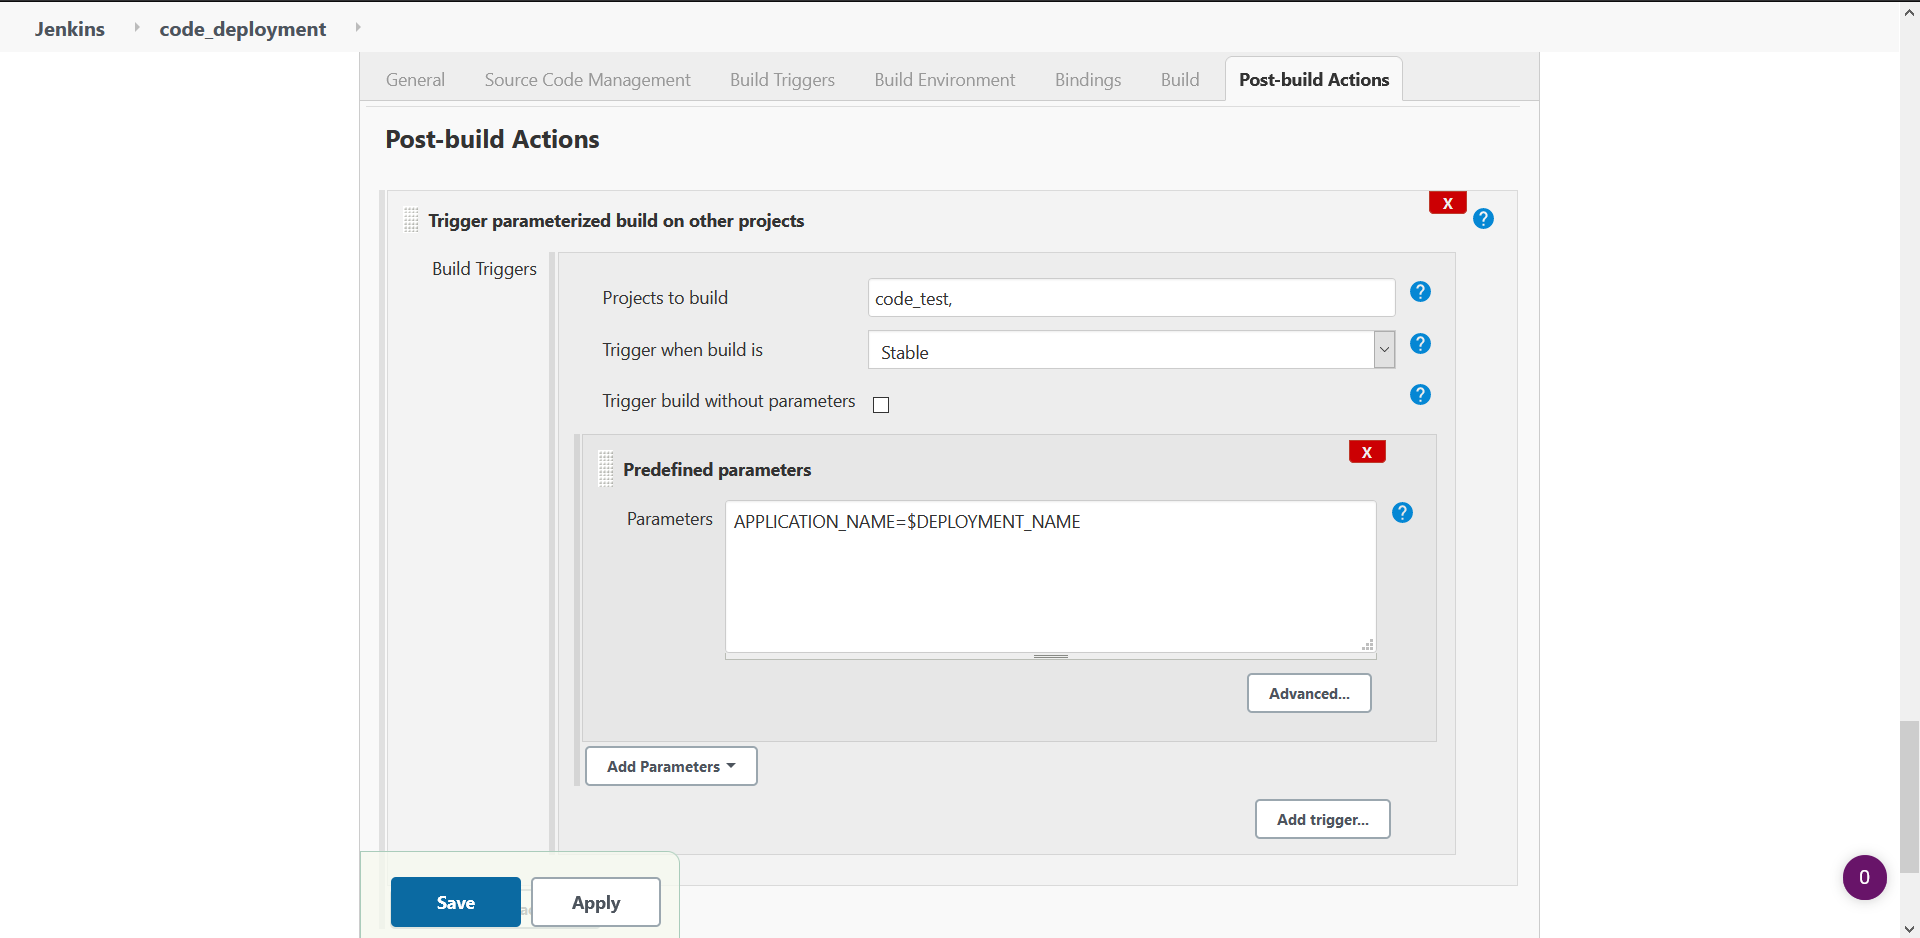 Jenkins code_deployment
General Source Code Management Build Triggers Build Environment Bindings Build Post-build Actions
Post-build Actions
X
Trigger parameterized build on other projects ?
Build Triggers
Projects to build code_test, ?
Trigger when build is Stable ?
Trigger build without parameters ?
X
Predefined parameters
Parameters APPLICATION_NAME=$DEPLOYMENT_NAME ?
Advanced...
Add Parameters
Add trigger...
0
Save Apply